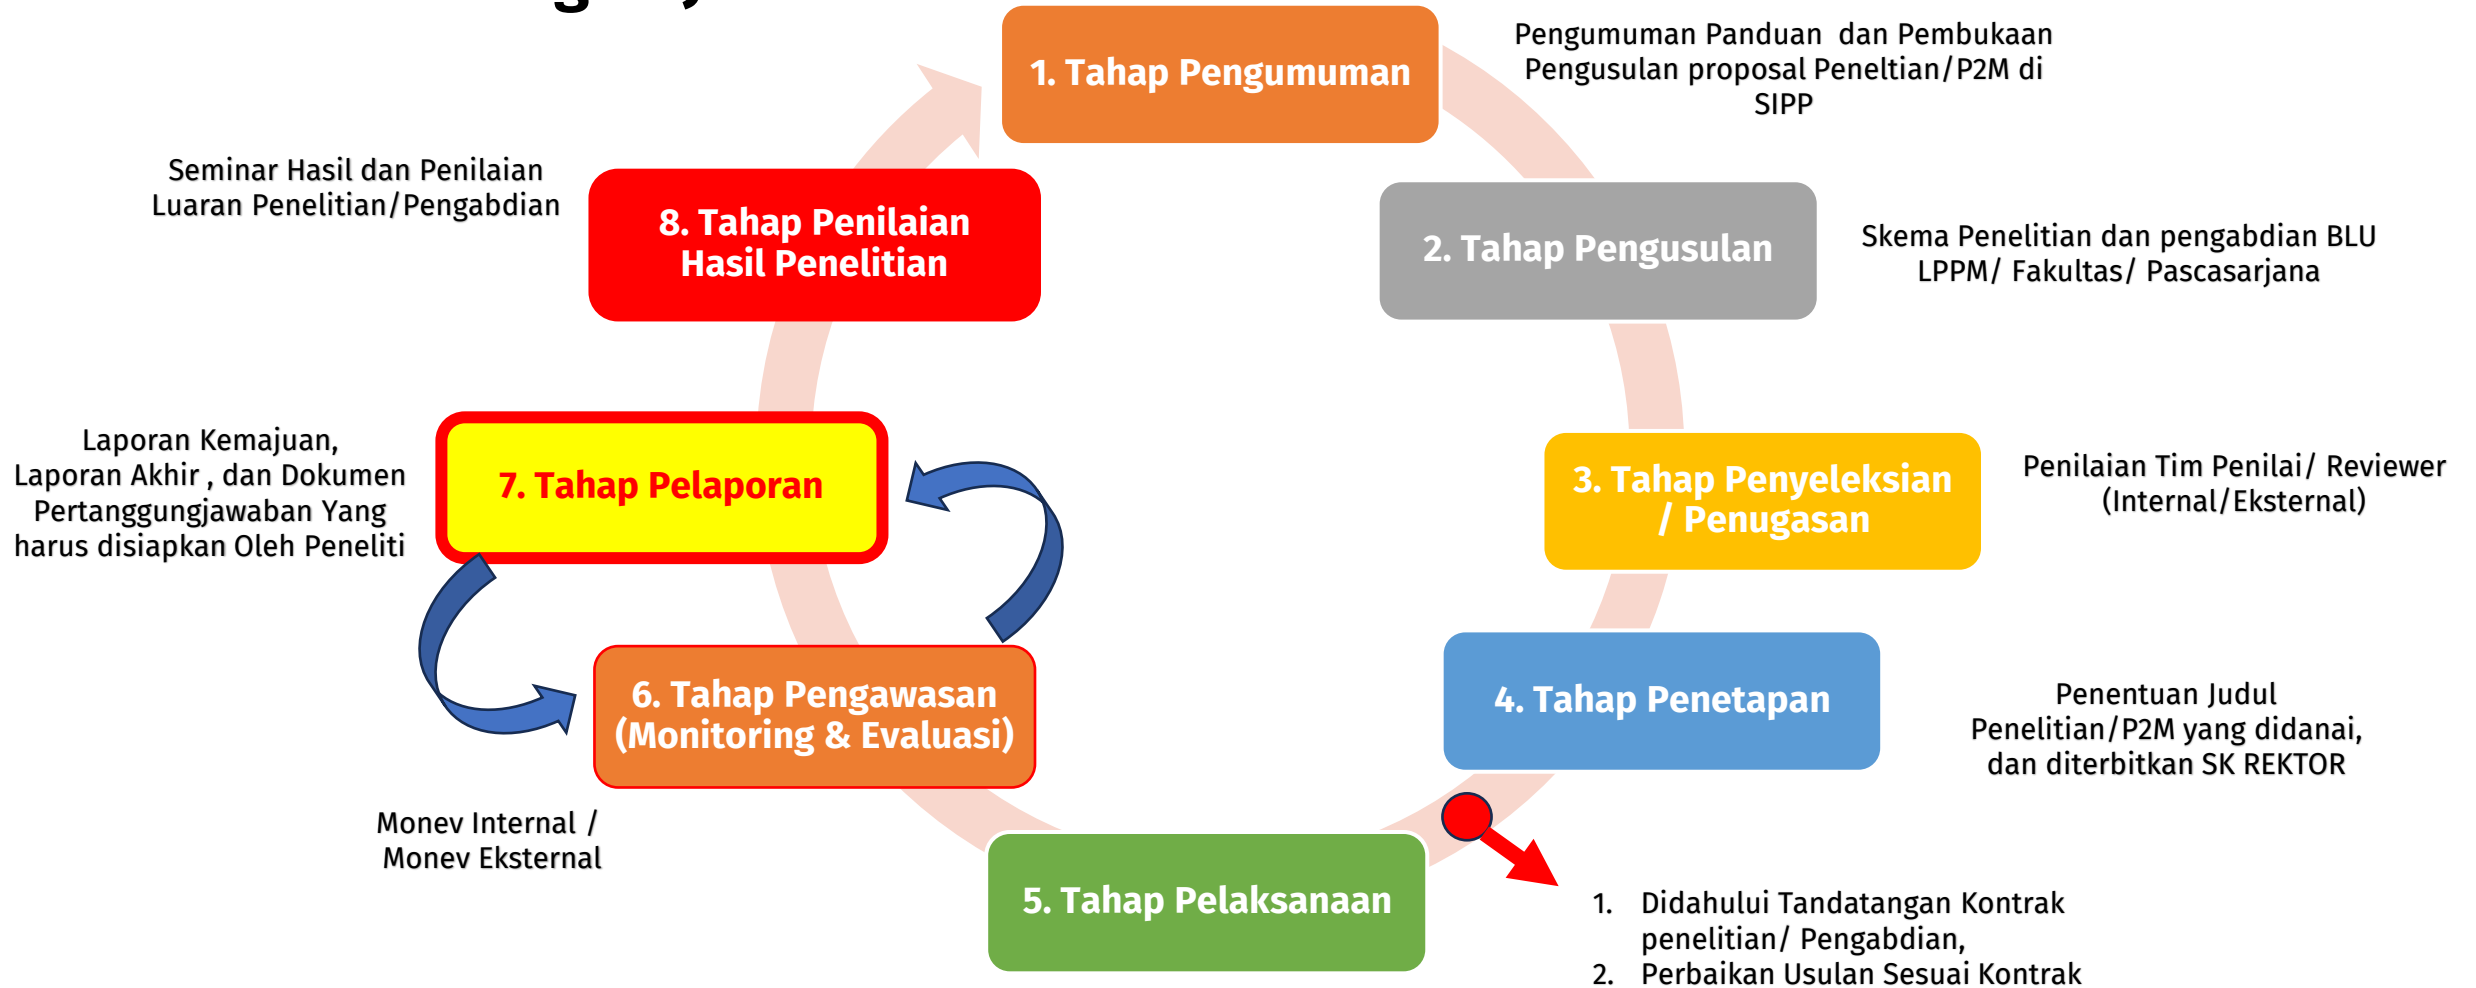 1. Tahap Pengumuman
Pengumuman Panduan dan Pembukaan
Pengusulan proposal Peneltian/P2M di
SIPP
2. Tahap Pengusulan
Skema Penelitian dan pengabdian BLU
LPPM/ Fakultas/ Pascasarjana
3. Tahap Penyeleksian
/ Penugasan
Penilaian Tim Penilai/ Reviewer
(Internal/Eksternal)
4. Tahap Penetapan
Penentuan Judul
Penelitian/P2M yang didanai,
dan diterbitkan SK REKTOR
1. Didahului Tandatangan Kontrak
penelitian/ Pengabdian,
2. Perbaikan Usulan Sesuai Kontrak
5. Tahap Pelaksanaan
6. Tahap Pengawasan
(Monitoring & Evaluasi)
Monev Internal /
Monev Eksternal
7. Tahap Pelaporan
Laporan Kemajuan,
Laporan Akhir , dan Dokumen
Pertanggungjawaban Yang
harus disiapkan Oleh Peneliti
8. Tahap Penilaian
Hasil Penelitian
Seminar Hasil dan Penilaian
Luaran Penelitian/Pengabdian